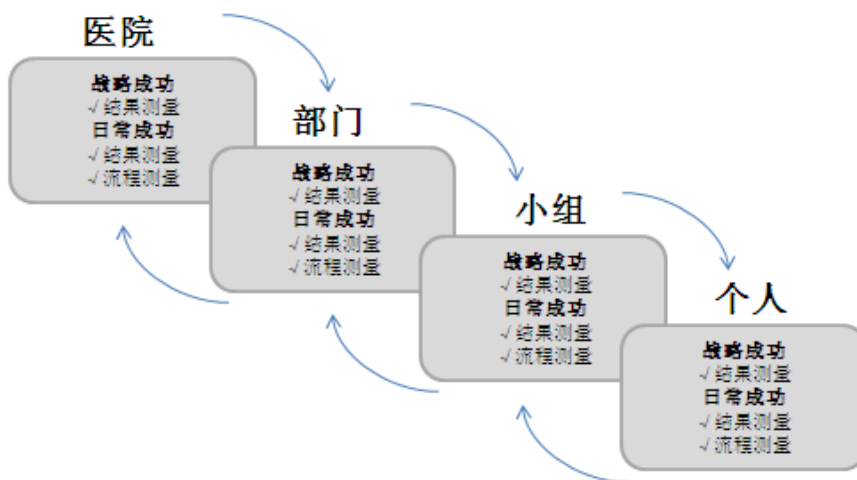 医院
战略成功
√结果测量
日常成功
√结果测量
√流程测量
部门
战略成功
√结果测量
日常成功
√结果测量
√流程测量
小组
战略成功
√结果测量
日常成功
√结果测量
√流程测量
个人
战略成功
√结果测量
日常成功
√结果测量
√流程测量